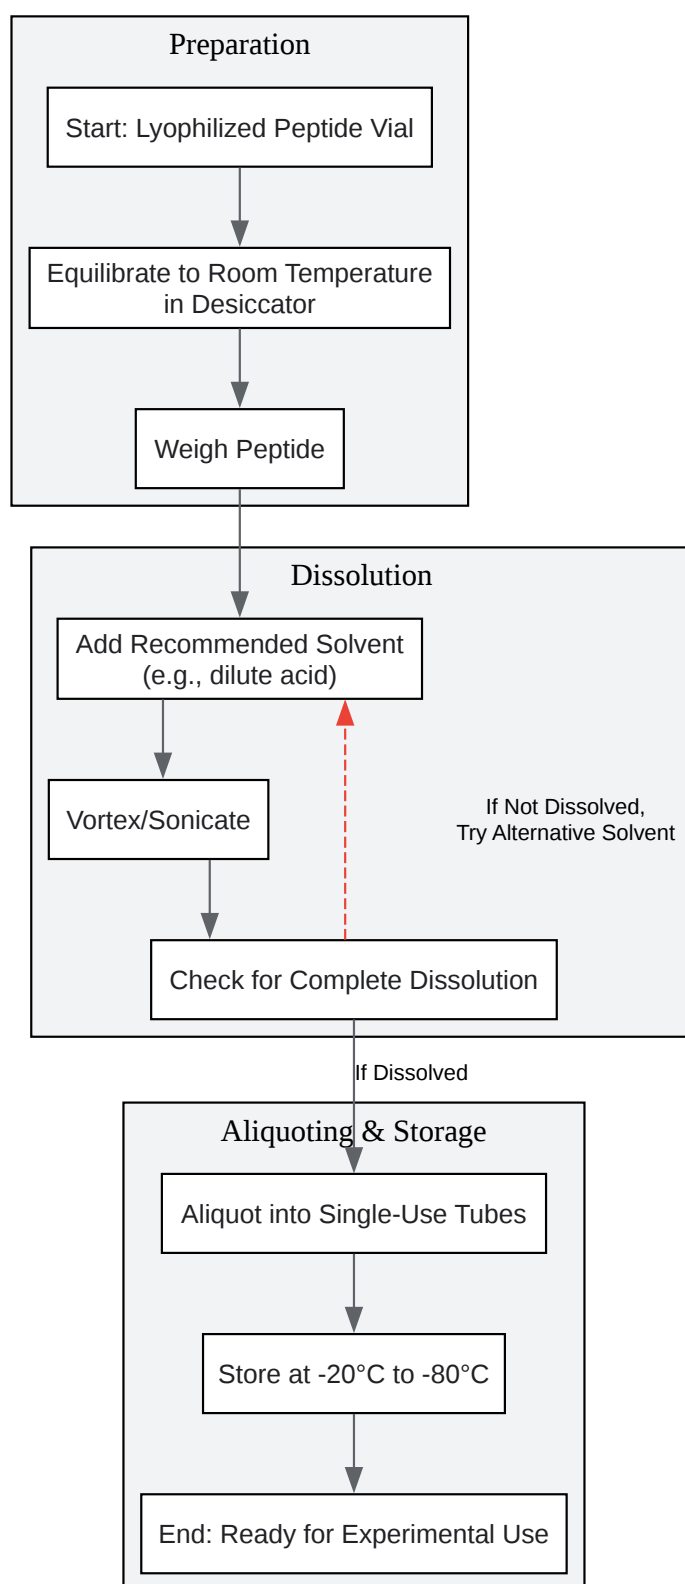 Preparation
Start: Lyophilized Peptide Vial
Equilibrate to Room Temperature
in Desiccator
Weigh Peptide
Dissolution
Add Recommended Solvent
(e.g., dilute acid)
Vortex/Sonicate
If Not Dissolved,
Try Alternative Solvent
Check for Complete Dissolution
If Dissolved
Aliquoting & Storage
Aliquot into Single-Use Tubes
Store at -20°C to -80°C
End: Ready for Experimental Use